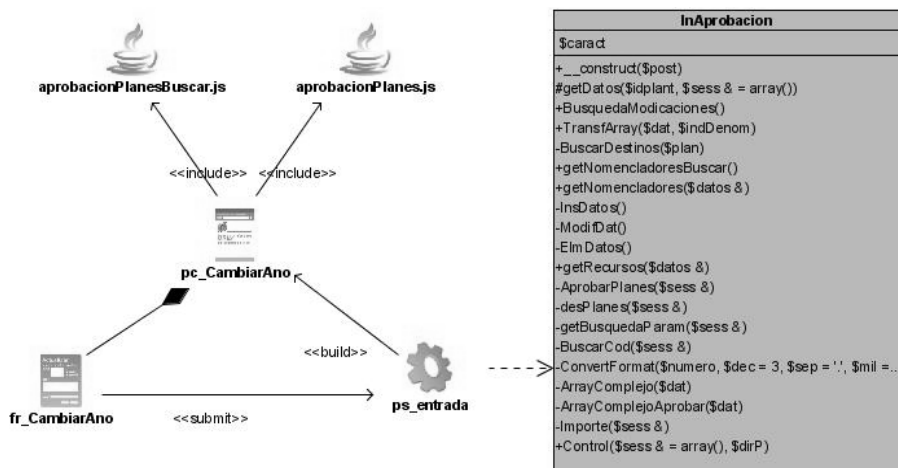 aprobacionPlanesBuscar.js
aprobacionPlanes.js
<<include>>
<<include>>
pc_CambiarAno
<<build>>
fr_CambiarAno
<<submit>>
ps_entrada
InAprobacion
$caract
+__construct($post)
#getDatos($idplant, $sess & = array())
+BusquedaModicaciones()
+TransfArray($dat, $indDenom)
-BuscarDestinos($plan)
+getNomencladoresBuscar()
+getNomencladores($datos &)
-InsDatos()
-ModifDat()
-ElmDatos()
+getRecursos($datos &)
-AprobarPlanes($sess &)
-desPlanes($sess &)
-getBusquedaParam($sess &)
-BuscarCod($sess &)
-ConvertFormat($numero, $dec = 3, $sep = '.', $mil =...
-ArrayComplejo($dat)
-ArrayComplejoAprobar($dat)
-Importe($sess &)
+Control($sess & = array(), $dirP)